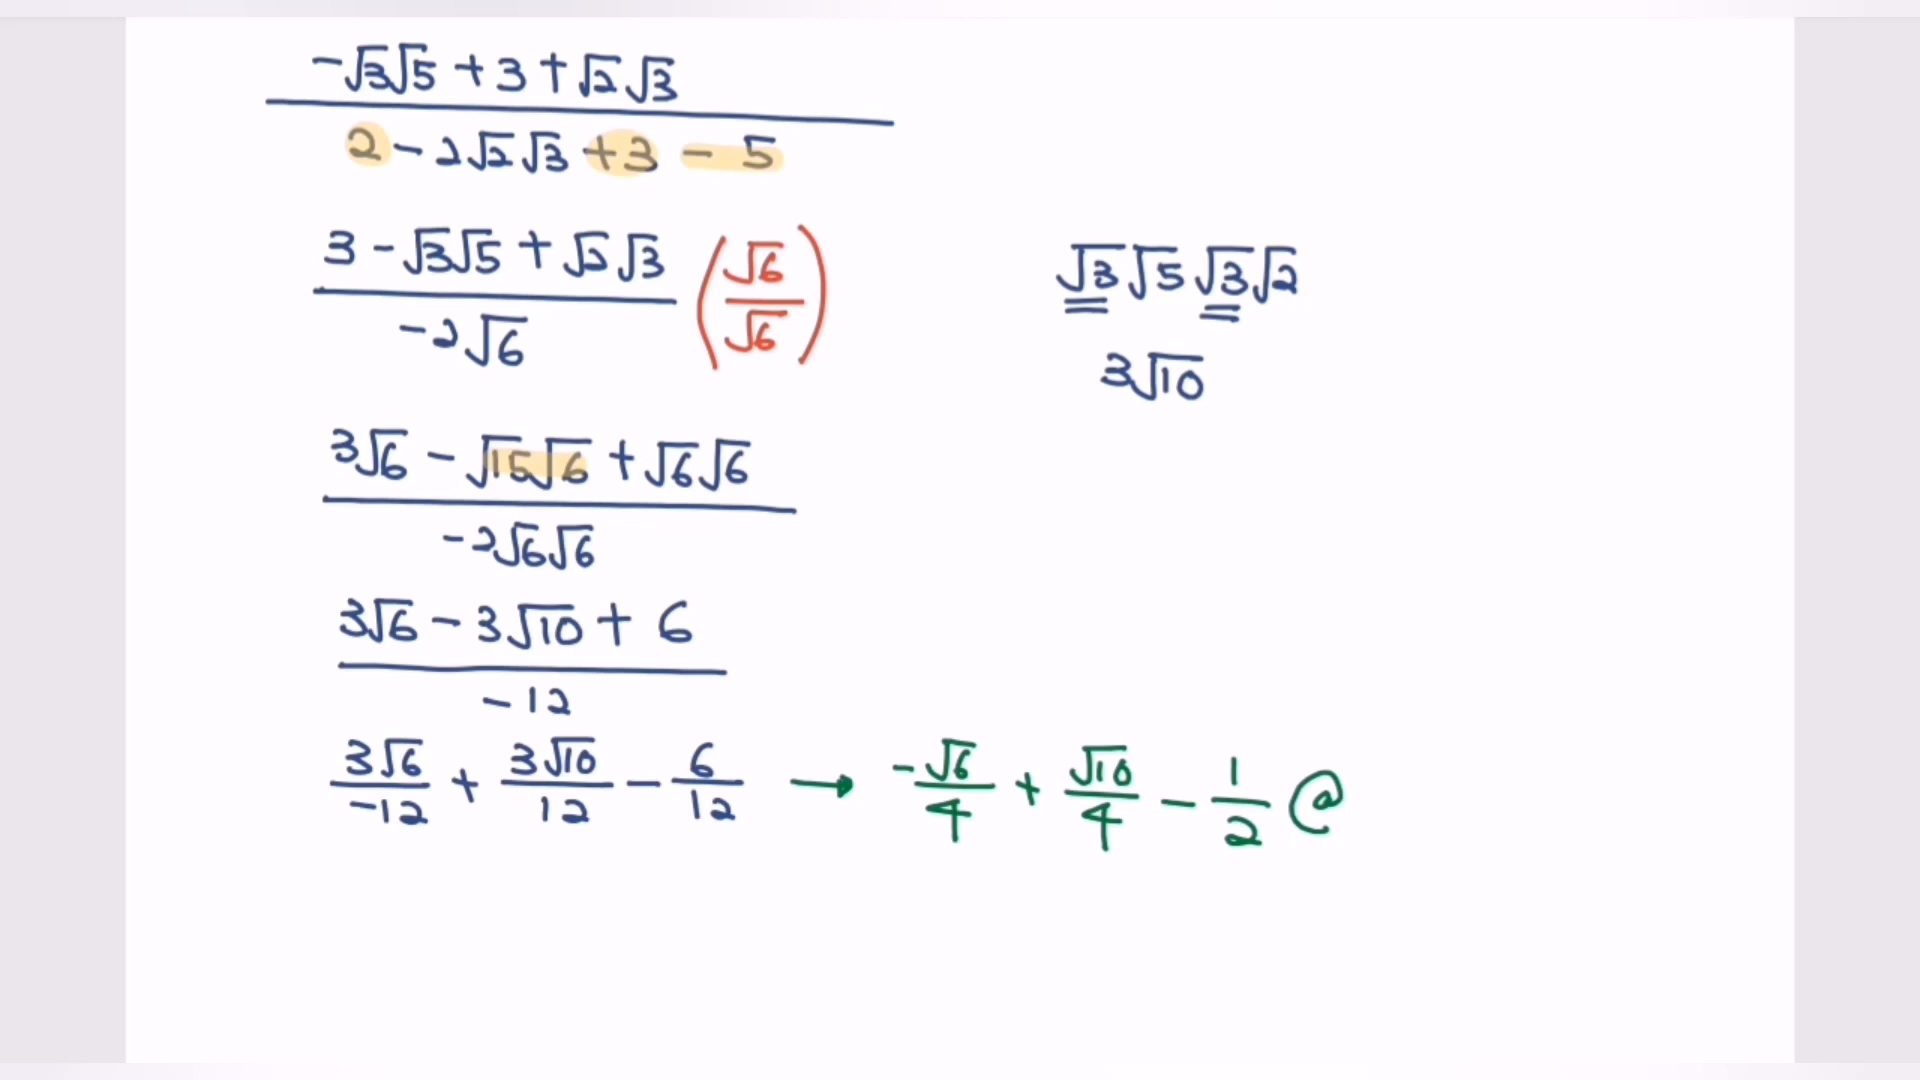 -√3√5 + 3 + √2√3
2 - 2√2√3 + 3 - 5
3 - √3√5 + √2√3 (√6
-2√6 √6)
√3√5√3√2
3√10
3√6 - √15√6 + √6√6
-2√6√6
3√6 - 3√10 + 6
-12
3√6/-12 + 3√10/12 - 6/12 → -√6/4 + √10/4 - 1/2 @